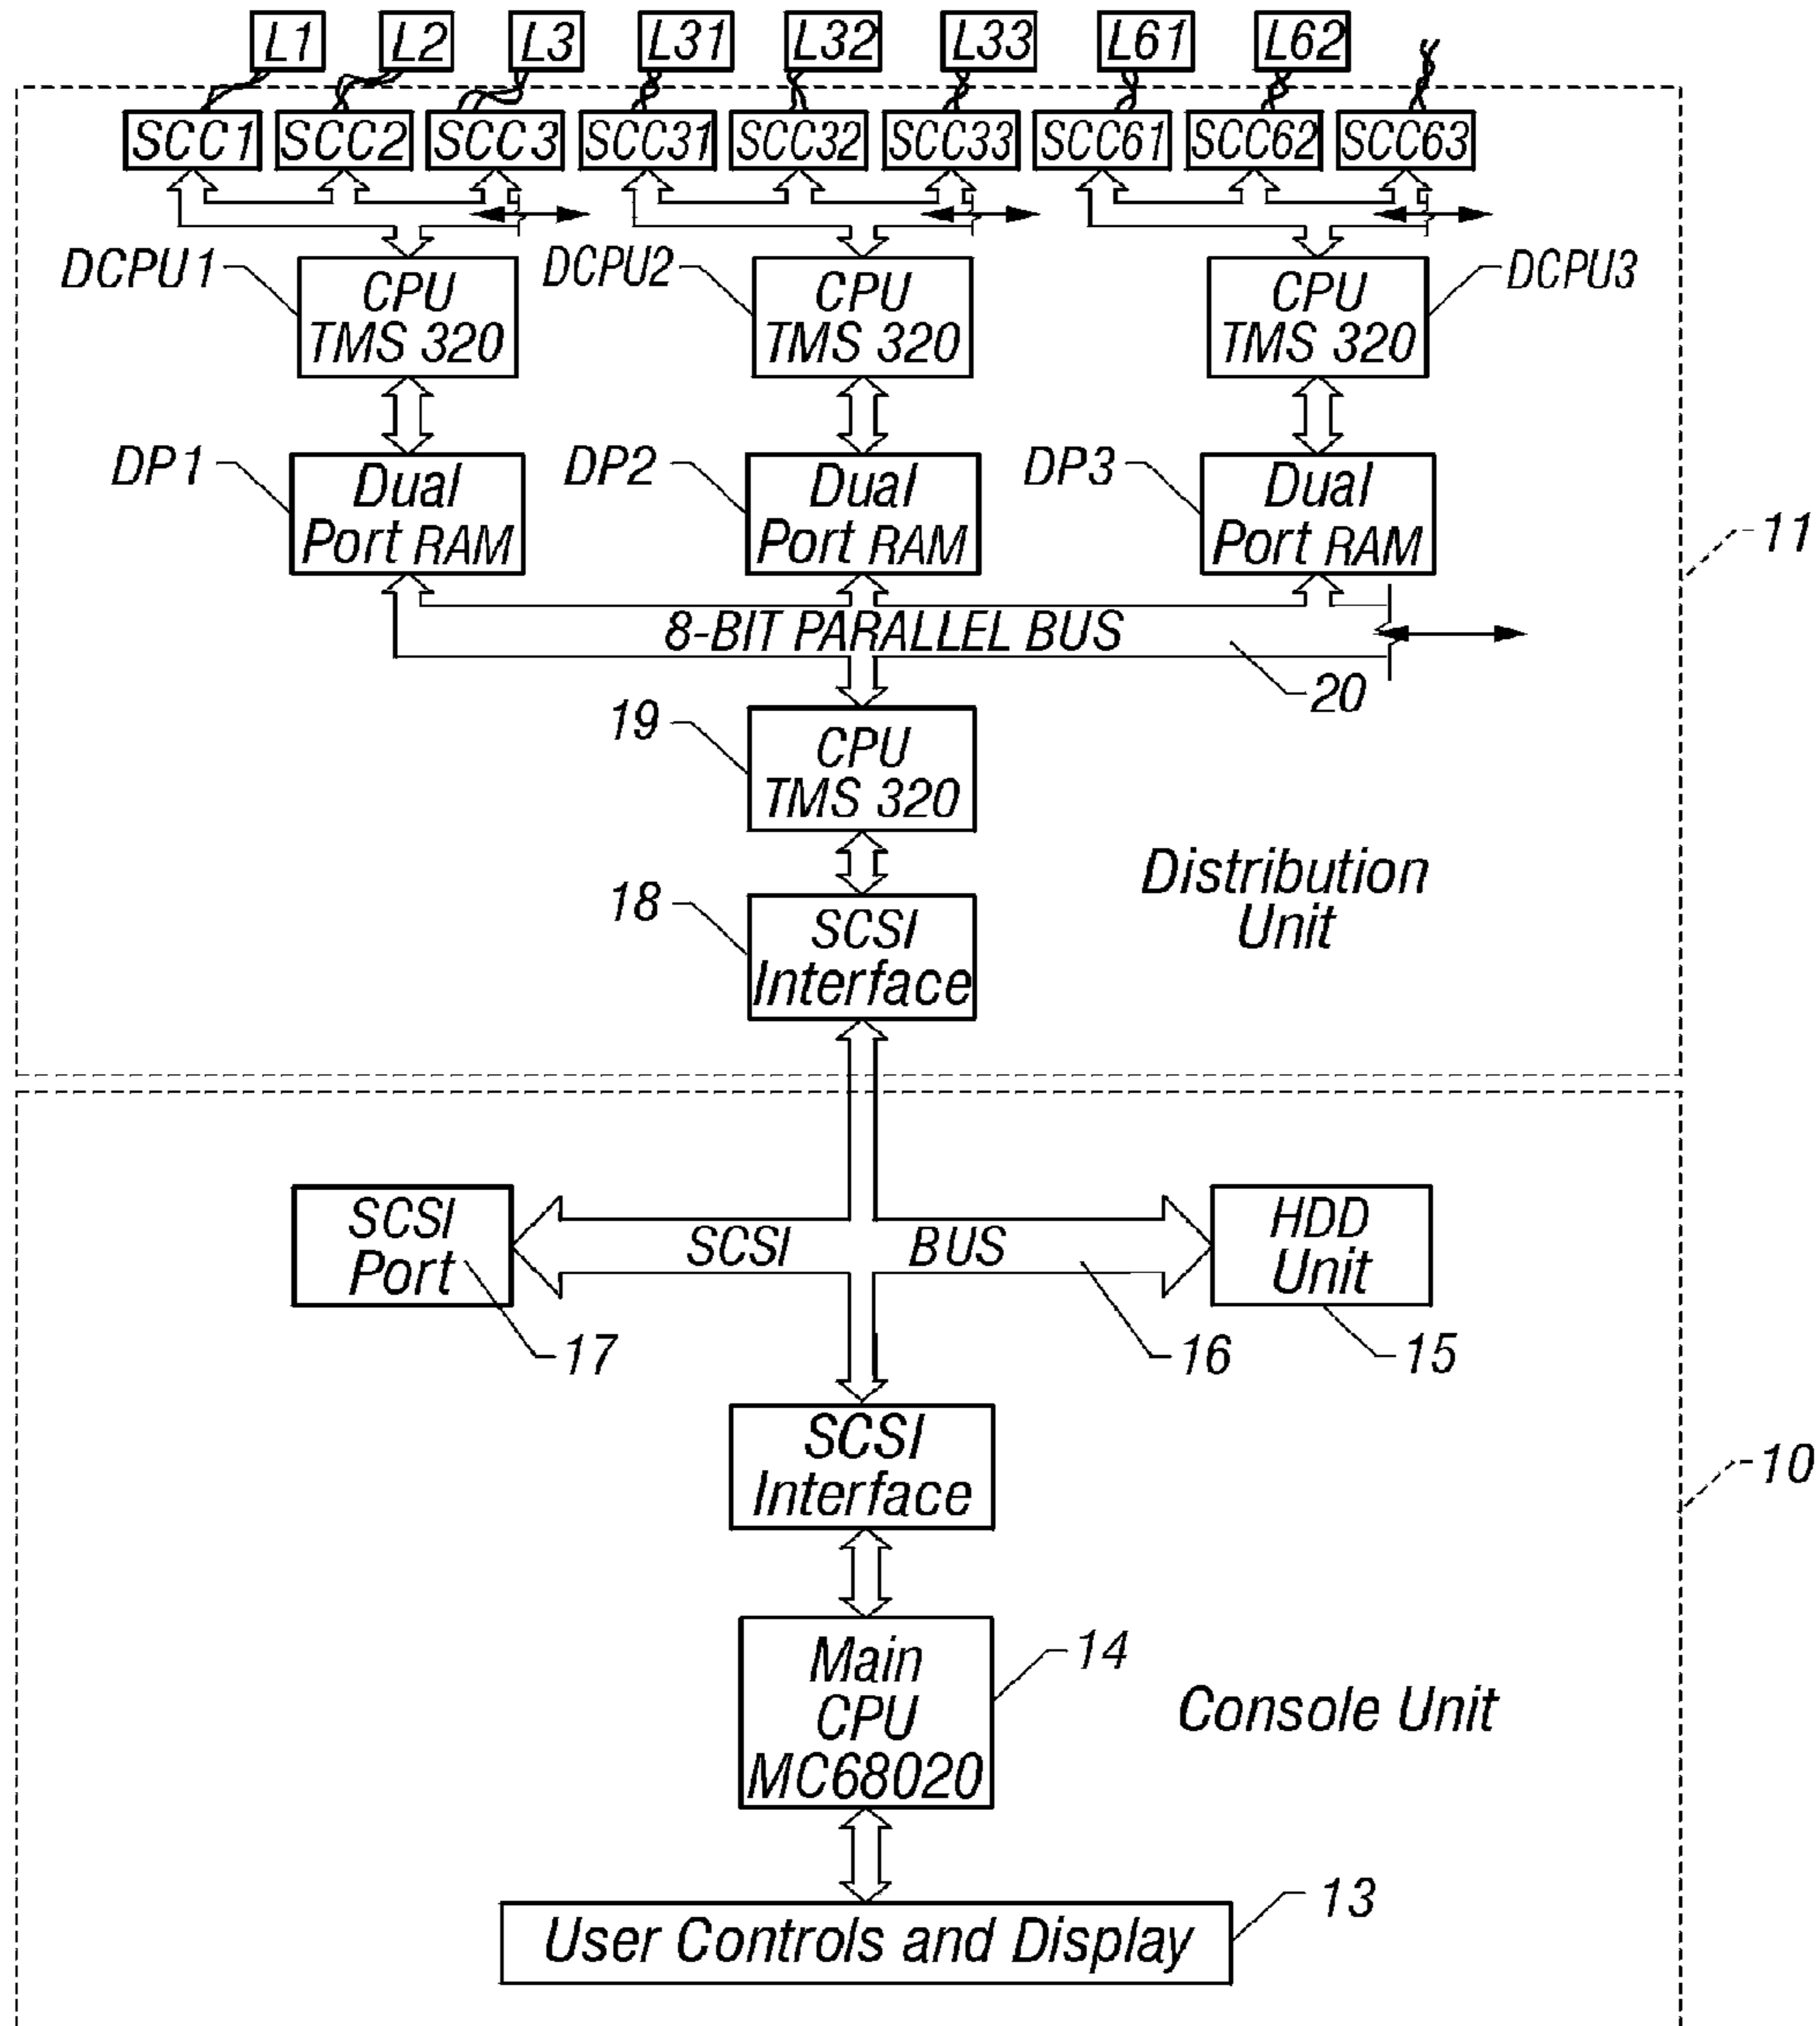 L1 L2 L3 L31 L32 L33 L61 L62
SCC1 SCC2 SCC3 SCC31 SCC32 SCC33 SCC61 SCC62 SCC63
DCPU1 DCPU2 DCPU3
CPU CPU CPU
TMS 320 TMS 320 TMS 320
DP1 DP2 DP3
Dual Dual Dual
Port RAM Port RAM Port RAM
11
8-BIT PARALLEL BUS
20
19
CPU
TMS 320
Distribution
Unit
18
SCSI
Interface
SCSI
Port
SCSI BUS
HDD
Unit
17
16
15
SCSI
Interface
10
Main
CPU
MC68020
14
Console Unit
13
User Controls and Display